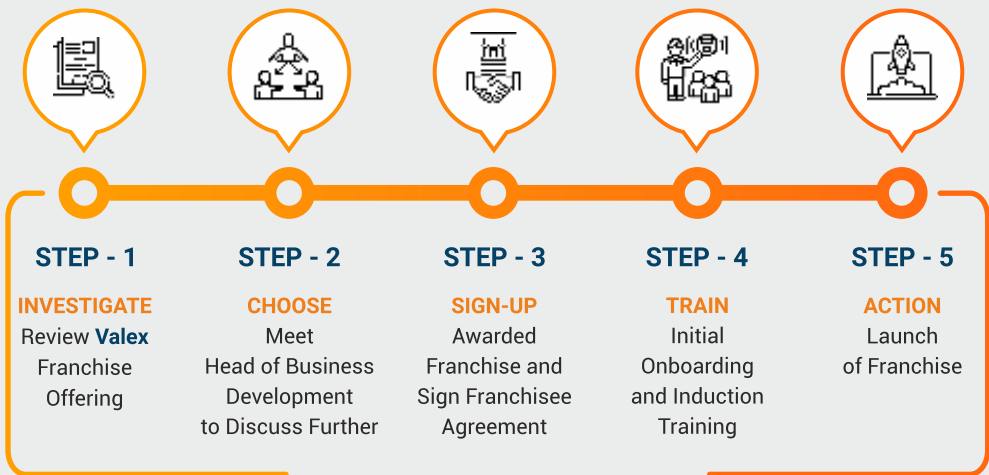 STEP - 1
INVESTIGATE
Review Valex
Franchise
Offering
STEP - 2
CHOOSE
Meet
Head of Business
Development
to Discuss Further
STEP - 3
SIGN-UP
Awarded
Franchise and
Sign Franchisee
Agreement
STEP - 4
TRAIN
Initial
Onboarding
and Induction
Training
STEP - 5
ACTION
Launch
of Franchise